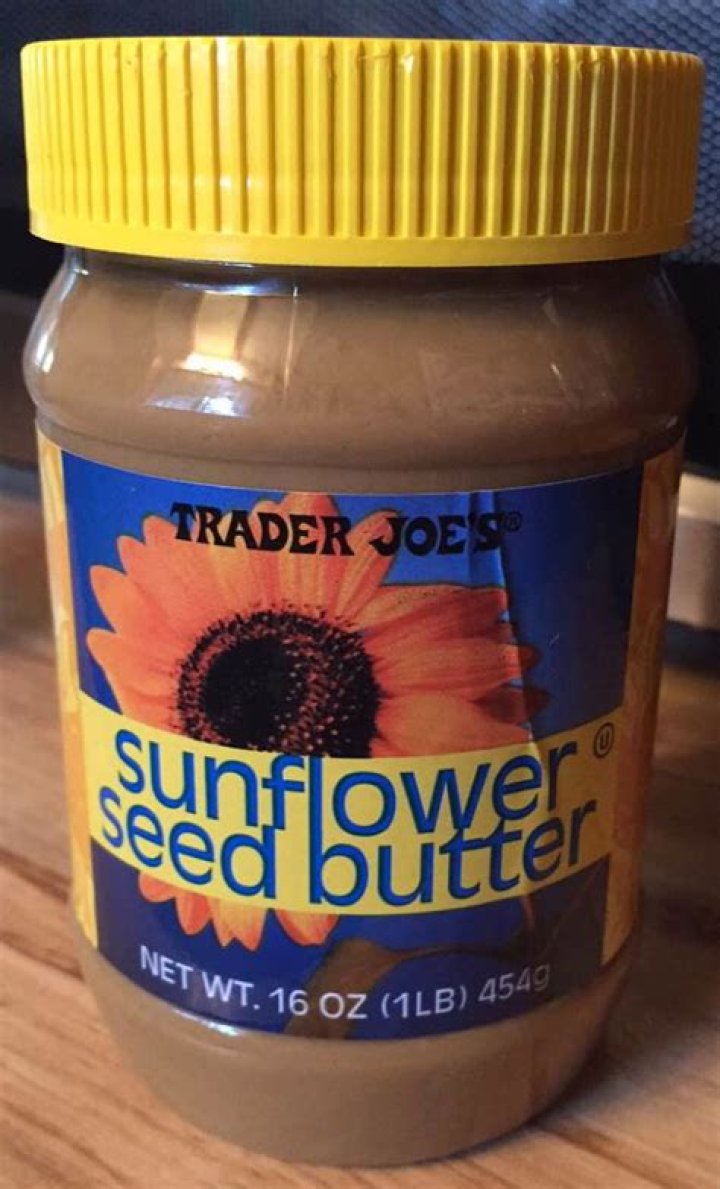 TRADER JOE'S®
sunflower Ⓤ
seed butter
NET WT. 16 OZ (1LB) 454g